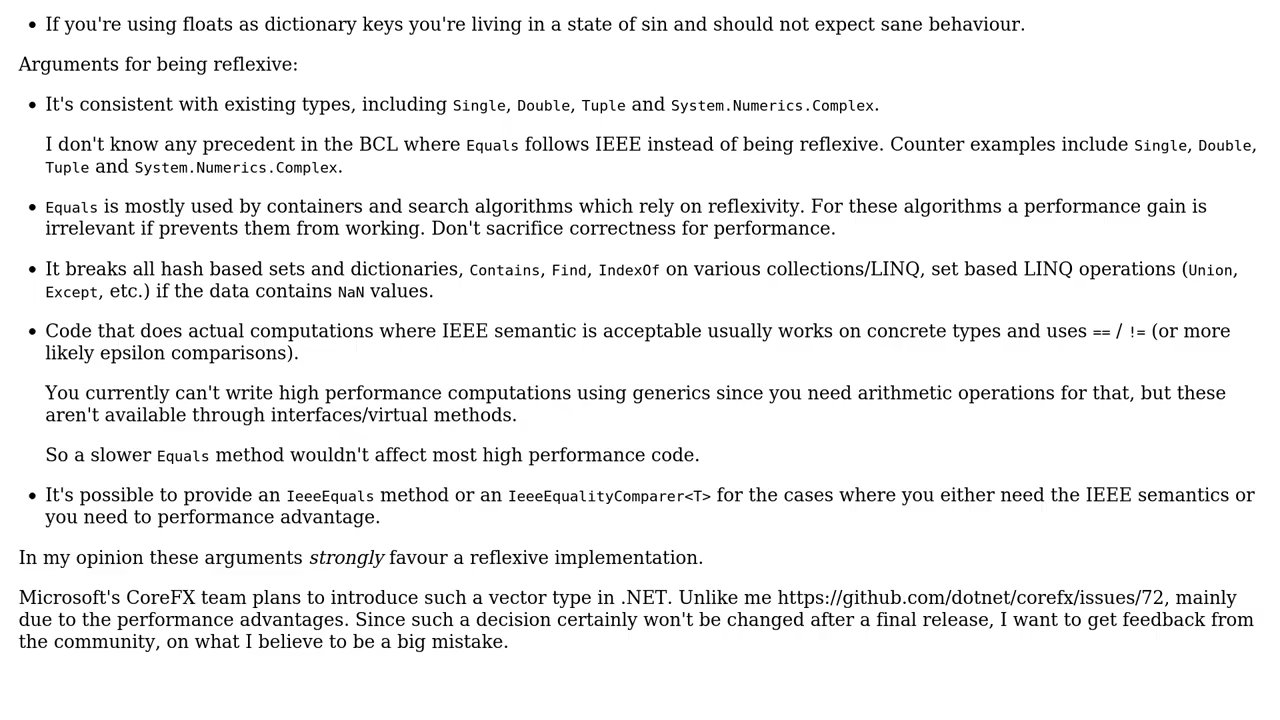 • If you're using floats as dictionary keys you're living in a state of sin and should not expect sane behaviour.
Arguments for being reflexive:
• It's consistent with existing types, including Single, Double, Tuple and System.Numerics.Complex.
I don't know any precedent in the BCL where Equals follows IEEE instead of being reflexive. Counter examples include Single, Double,
Tuple and System.Numerics.Complex.
• Equals is mostly used by containers and search algorithms which rely on reflexivity. For these algorithms a performance gain is
irrelevant if prevents them from working. Don't sacrifice correctness for performance.
• It breaks all hash based sets and dictionaries, Contains, Find, IndexOf on various collections/LINQ, set based LINQ operations (Union,
Except, etc.) if the data contains NaN values.
• Code that does actual computations where IEEE semantic is acceptable usually works on concrete types and uses == / != (or more
likely epsilon comparisons).
You currently can't write high performance computations using generics since you need arithmetic operations for that, but these
aren't available through interfaces/virtual methods.
So a slower Equals method wouldn't affect most high performance code.
• It's possible to provide an IeeeEquals method or an IeeeEqualityComparer<T> for the cases where you either need the IEEE semantics or
you need to performance advantage.
In my opinion these arguments strongly favour a reflexive implementation.
Microsoft's CoreFX team plans to introduce such a vector type in .NET. Unlike me https://github.com/dotnet/corefx/issues/72, mainly
due to the performance advantages. Since such a decision certainly won't be changed after a final release, I want to get feedback from
the community, on what I believe to be a big mistake.